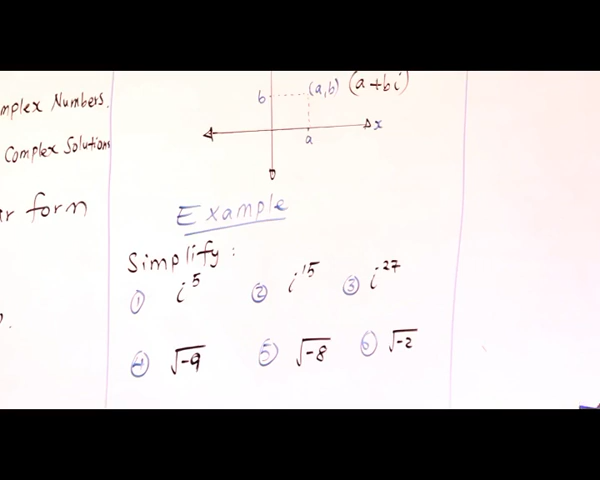 mplex Numbers.
Complex Solutions
r form
b (a,b) (a+bi)
x
a
Example
Simplify:
① i⁵ ② i¹⁵ ③ i²⁷
④ √-9 ⑤ √-8 ⑥ √-2